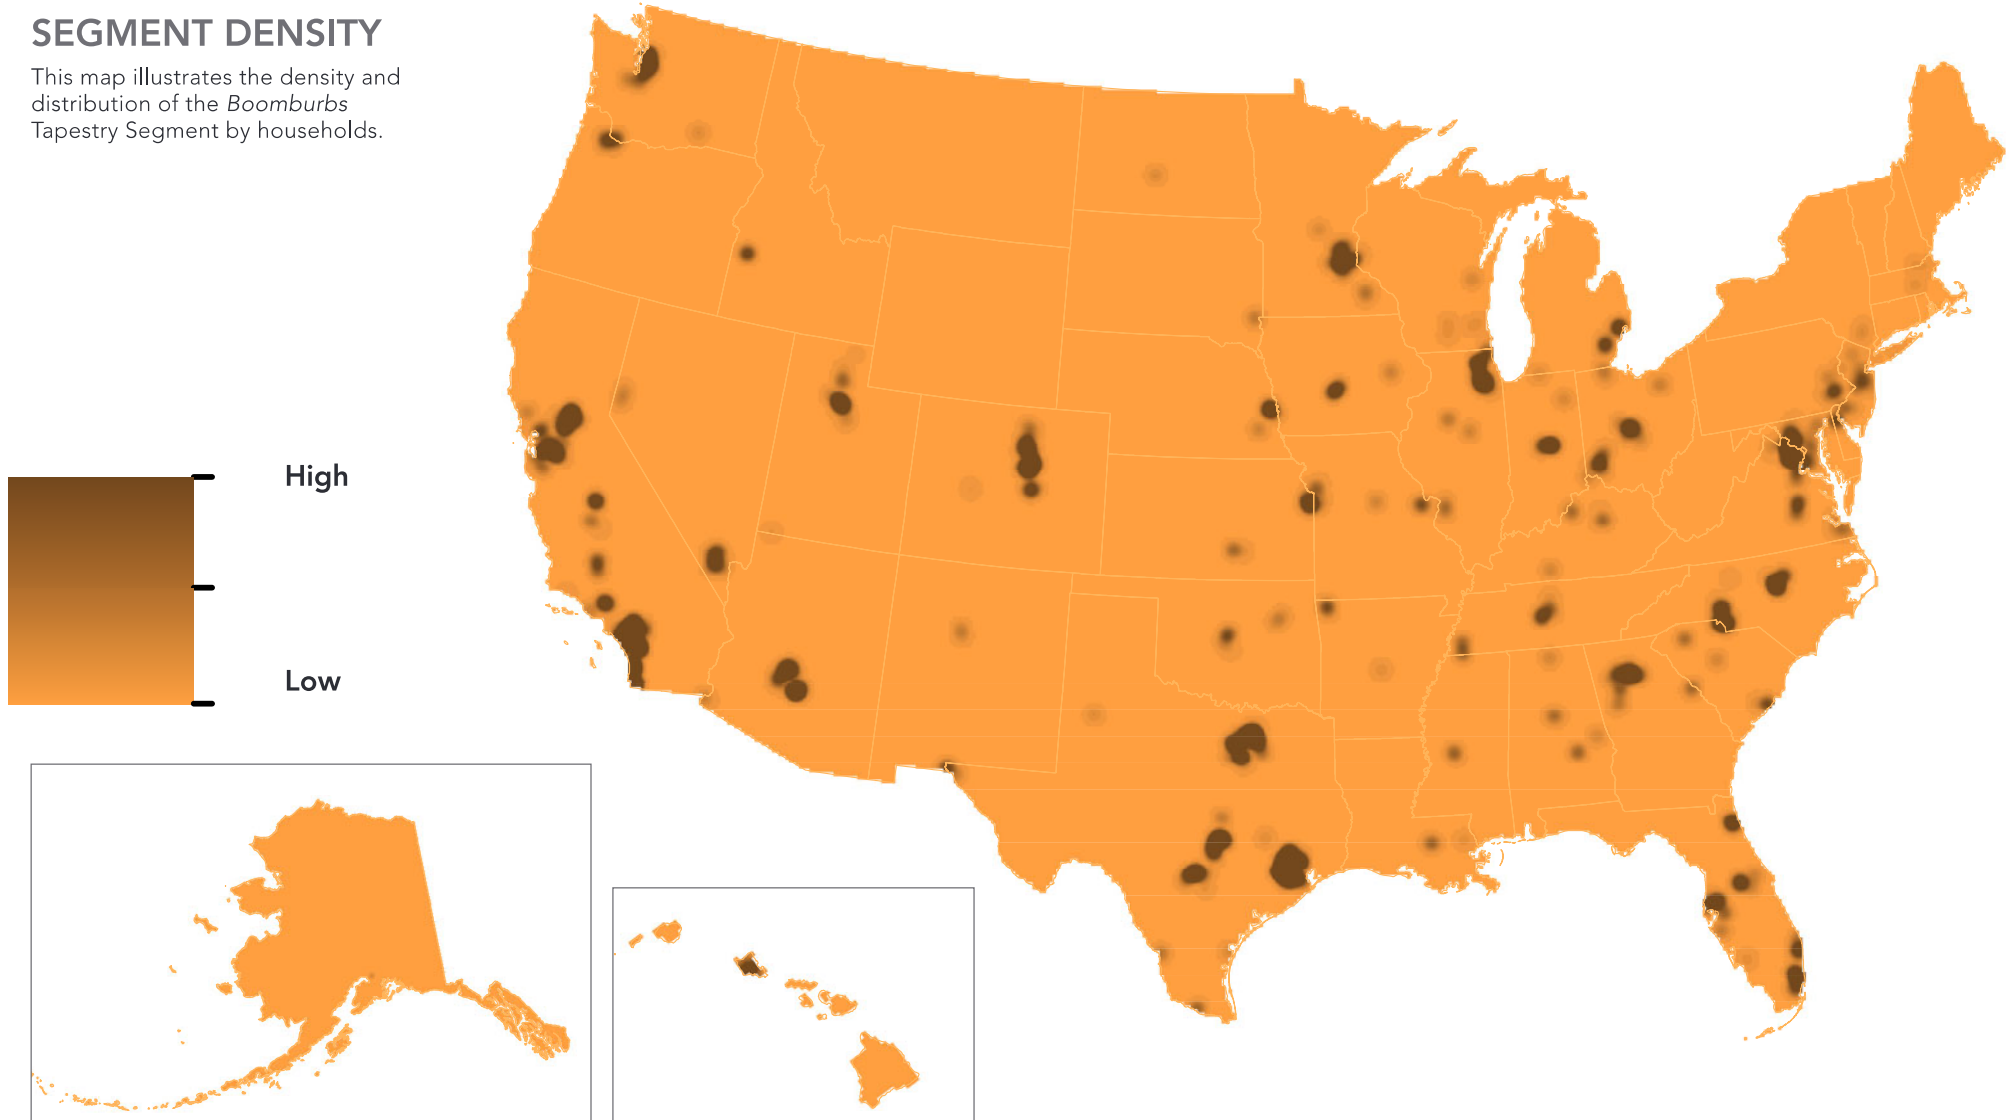 SEGMENT DENSITY
This map illustrates the density and
distribution of the Boomburbs
Tapestry Segment by households.
High
Low